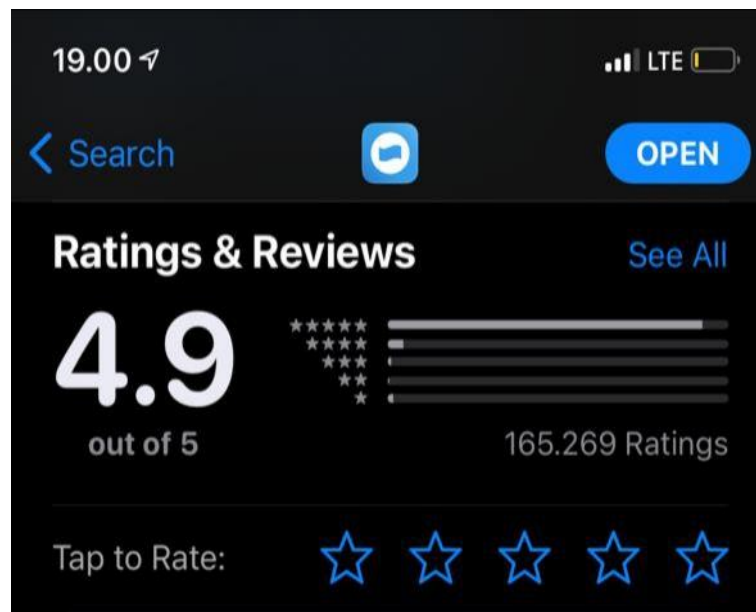 19.00
LTE
Search
OPEN
Ratings & Reviews
See All
4.9
out of 5
165.269 Ratings
Tap to Rate: